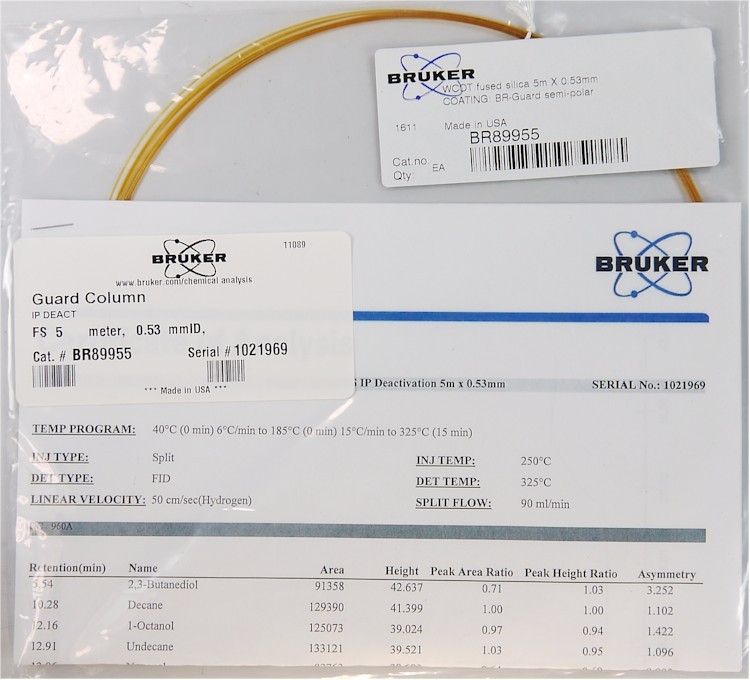 BRUKER
WCOT fused silica 5m X 0.53mm
COATING: BR-Guard semi-polar
1611 Made in USA
BR89955
Cat.no
Qty: EA
BRUKER
11089
www.bruker.com/chemical analysis
Guard Column
IP DEACT
FS 5 meter, 0.53 mmID,
Cat. # BR89955 Serial # 1021969
*** Made in USA ***
BRUKER
IP Deactivation 5m x 0.53mm SERIAL No.: 1021969
TEMP PROGRAM: 40°C (0 min) 6°C/min to 185°C (0 min) 15°C/min to 325°C (15 min)
INJ TYPE: Split INJ TEMP: 250°C
DET TYPE: FID DET TEMP: 325°C
LINEAR VELOCITY: 50 cm/sec(Hydrogen) SPLIT FLOW: 90 ml/min
960A
Retention(min) Name Area Height Peak Area Ratio Peak Height Ratio Asymmetry
2,3-Butanediol 91358 42.637 0.71 1.03 3.252
10.28 Decane 129390 41.399 1.00 1.00 1.102
12.16 1-Octanol 125073 39.024 0.97 0.94 1.422
12.91 Undecane 133121 39.521 1.03 0.95 1.096